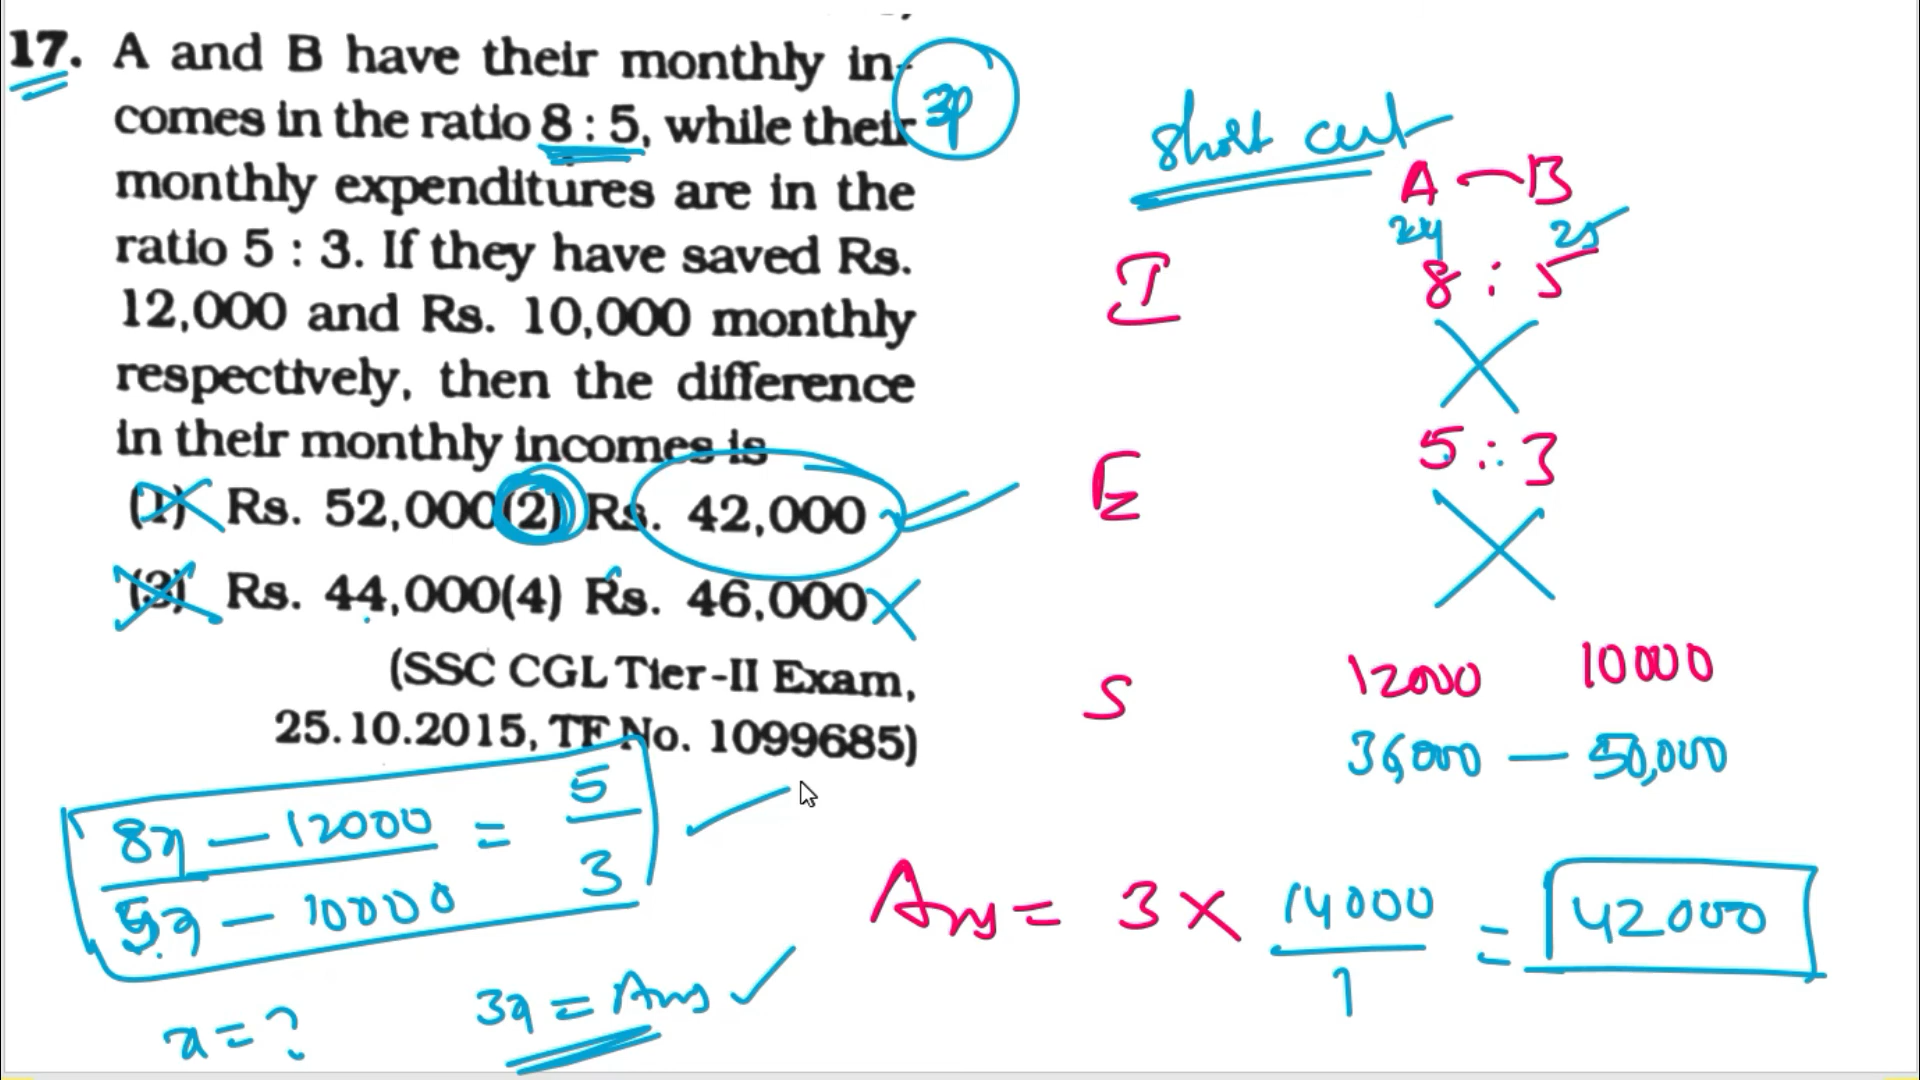 17. A and B have their monthly in-
comes in the ratio 8 : 5, while their
monthly expenditures are in the
ratio 5 : 3. If they have saved Rs.
12,000 and Rs. 10,000 monthly
respectively, then the difference
in their monthly incomes is
(1) Rs. 52,000 (2) Rs. 42,000
(3) Rs. 44,000 (4) Rs. 46,000
(SSC CGL Tier-II Exam,
25.10.2015, TF No. 1099685)
8x — 12000 = 5
5x — 10000 3
x = ?
3x = Ans
short cut
A — B
24 25
I 8 : 5
E 5 : 3
S 12000 10000
36,000 — 50,000
Ans = 3 × 14000 = 42000
1